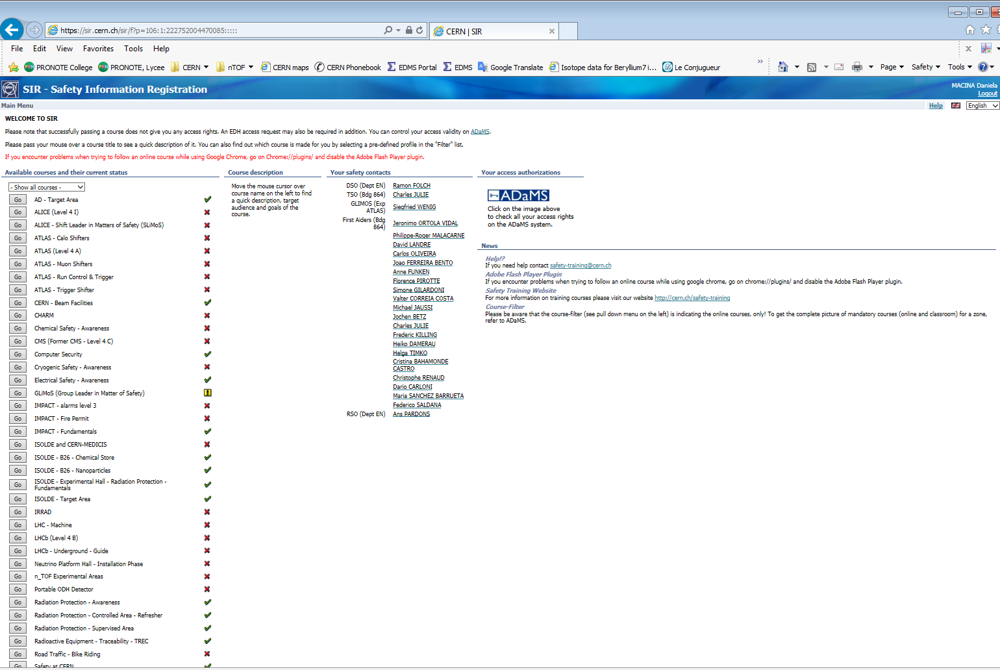 https://sir.cern.ch/sir/f?p=106:1:222752004470085:::::
CERN | SIR
File Edit View Favorites Tools Help
PRONOTE College PRONOTE, Lycee CERN nTOF CERN maps CERN Phonebook EDMS Portal EDMS Google Translate Isotope data for Beryllium7 i... Le Conjugueur » Page Safety Tools
SIR - Safety Information Registration
MACINA Daniela
Logout
Main Menu
Help English
WELCOME TO SIR
Please note that successfully passing a course does not give you any access rights. An EDH access request may also be required in addition. You can control your access validity on ADaMS.
Please pass your mouse over a course title to see a quick description of it. You can also find out which course is made for you by selecting a pre-defined profile in the "Filter" list.
If you encounter problems when trying to follow an online course while using Google Chrome, go on Chrome://plugins/ and disable the Adobe Flash Player plugin.
Available courses and their current status
- Show all courses -
Go AD - Target Area
Go ALICE (Level 4 I)
Go ALICE - Shift Leader in Matters of Safety (SLiMoS)
Go ATLAS - Calo Shifters
Go ATLAS (Level 4 A)
Go ATLAS - Muon Shifters
Go ATLAS - Run Control & Trigger
Go ATLAS - Trigger Shifter
Go CERN - Beam Facilities
Go CHARM
Go Chemical Safety - Awareness
Go CMS (Former CMS - Level 4 C)
Go Computer Security
Go Cryogenic Safety - Awareness
Go Electrical Safety - Awareness
Go GLiMoS (Group Leader in Matter of Safety)
Go IMPACT - alarms level 3
Go IMPACT - Fire Permit
Go IMPACT - Fundamentals
Go ISOLDE and CERN-MEDICIS
Go ISOLDE - B26 - Chemical Store
Go ISOLDE - B26 - Nanoparticles
Go ISOLDE - Experimental Hall - Radiation Protection -
Fundamentals
Go ISOLDE - Target Area
Go IRRAD
Go LHC - Machine
Go LHCb (Level 4 B)
Go LHCb - Underground - Guide
Go Neutrino Platform Hall - Installation Phase
Go n_TOF Experimental Areas
Go Portable ODH Detector
Go Radiation Protection - Awareness
Go Radiation Protection - Controlled Area - Refresher
Go Radiation Protection - Supervised Area
Go Radioactive Equipment - Traceability - TREC
Go Road Traffic - Bike Riding
Go Safety at CERN
Course description
Move the mouse cursor over
course name on the left to find
a quick description, target
audience and goals of the
course.
Your safety contacts
DSO (Dept EN) Ramon FOLCH
TSO (Bdg 864) Charles JULIE
GLIMOS (Exp
ATLAS) Siegfried WENIG
First Aiders (Bdg
864) Jeronimo ORTOLA VIDAL
Philippe-Roger MALACARNE
David LANDRE
Carlos OLIVEIRA
Joao FERREIRA BENTO
Anne FUNKEN
Florence PIROTTE
Simone GILARDONI
Valter CORREIA COSTA
Michael JAUSSI
Jochen BETZ
Charles JULIE
Frederic KILLING
Heiko DAMERAU
Helga TIMKO
Cristina BAHAMONDE
CASTRO
Christophe RENAUD
Dario CARLONI
Maria SANCHEZ BARRUETA
Federico SALDANA
RSO (Dept EN) Ans PARDONS
Your access authorizations
ADaMS
Click on the image above
to check all your access rights
on the ADaMS system.
News
Help!?
If you need help contact safety-training@cern.ch
Adobe Flash Player Plugin
If you encounter problems when trying to follow an online course while using google chrome, go on chrome://plugins/ and disable the Adobe Flash Player plugin.
Safety Training Website
For more information on training courses please visit our website http://cern.ch/safety-training
Course-Filter
Please be aware that the course-filter (see pull down menu on the left) is indicating the online courses, only! To get the complete picture of mandatory courses (online and classroom) for a zone,
refer to ADaMS.